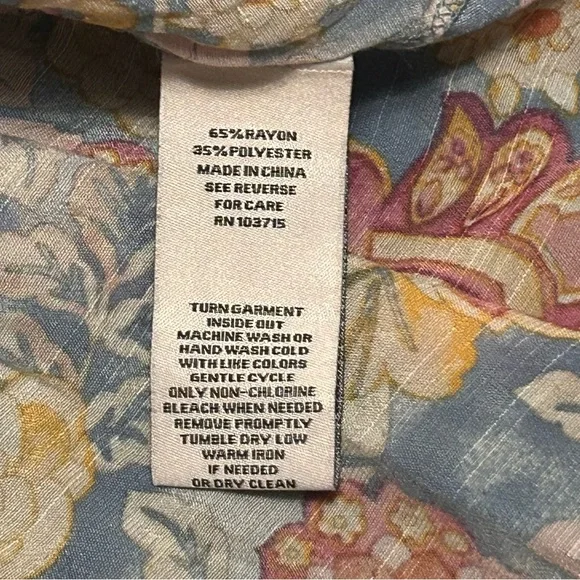 65% RAYON
35% POLYESTER
MADE IN CHINA
SEE REVERSE
FOR CARE
RN 103715
TURN GARMENT
INSIDE OUT
MACHINE WASH OR
HAND WASH COLD
WITH LIKE COLORS
GENTLE CYCLE
ONLY NON-CHLORINE
BLEACH WHEN NEEDED
REMOVE PROMPTLY
TUMBLE DRY LOW
WARM IRON
IF NEEDED
OR DRY CLEAN